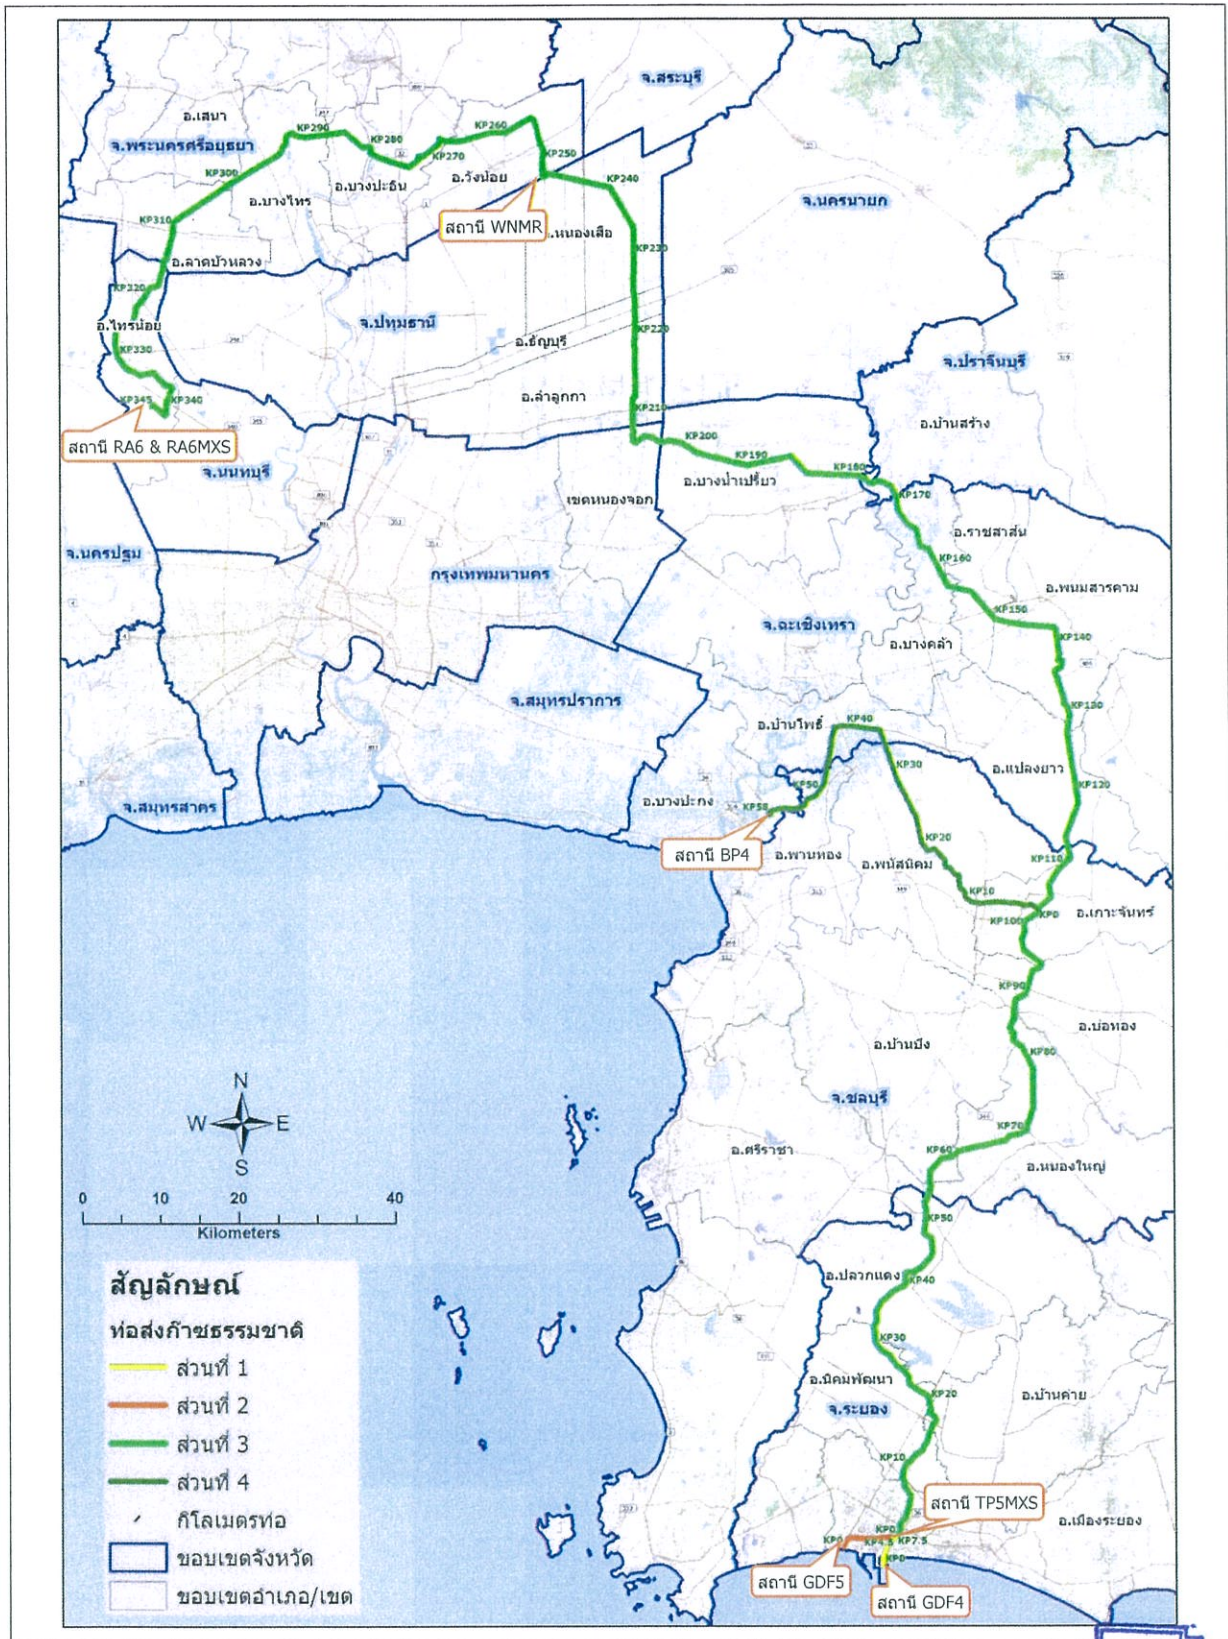 จ.สระบุรี
อ.เสนา
จ.พระนครศรีอยุธยา
KP290
KP280
KP260
KP270
KP250
KP300
อ.บางปะอิน
อ.วังน้อย
KP240
อ.บางไทร
จ.นครนายก
KP310
สถานี WNMR
อ.หนองเสือ
KP230
อ.ลาดบัวหลวง
KP320
อ.ไทรน้อย
จ.ปทุมธานี
KP220
อ.ธัญบุรี
KP330
จ.ปราจีนบุรี
KP345
KP340
อ.ลำลูกกา
KP210
อ.บ้านสร้าง
สถานี RA6 & RA6MXS
KP200
KP190
KP180
จ.นนทบุรี
อ.บางน้ำเปรี้ยว
KP170
เขตหนองจอก
อ.ราชสาส์น
จ.นครปฐม
KP160
กรุงเทพมหานคร
อ.พนมสารคาม
KP150
จ.ฉะเชิงเทรา
KP140
อ.บางคล้า
จ.สมุทรปราการ
KP130
อ.บ้านโพธิ์
KP40
KP30
อ.แปลงยาว
KP120
จ.สมุทรสาคร
อ.บางปะกง
KP50
KP58
KP20
สถานี BP4
อ.พานทอง
อ.พนัสนิคม
KP110
KP10
KP100
KP0
อ.เกาะจันทร์
KP90
อ.บ่อทอง
อ.บ้านบึง
KP80
จ.ชลบุรี
KP70
อ.ศรีราชา
KP60
อ.หนองใหญ่
KP50
อ.ปลวกแดง
KP40
KP30
อ.นิคมพัฒนา
KP20
อ.บ้านค่าย
จ.ระยอง
KP10
สถานี TP5MXS
อ.เมืองระยอง
KP0
KP0
KP4.5
KP7.5
KP0
สถานี GDF5
สถานี GDF4
N
W
E
S
0
10
20
40
Kilometers
สัญลักษณ์
ท่อส่งก๊าซธรรมชาติ
ส่วนที่ 1
ส่วนที่ 2
ส่วนที่ 3
ส่วนที่ 4
กิโลเมตรท่อ
ขอบเขตจังหวัด
ขอบเขตอำเภอ/เขต